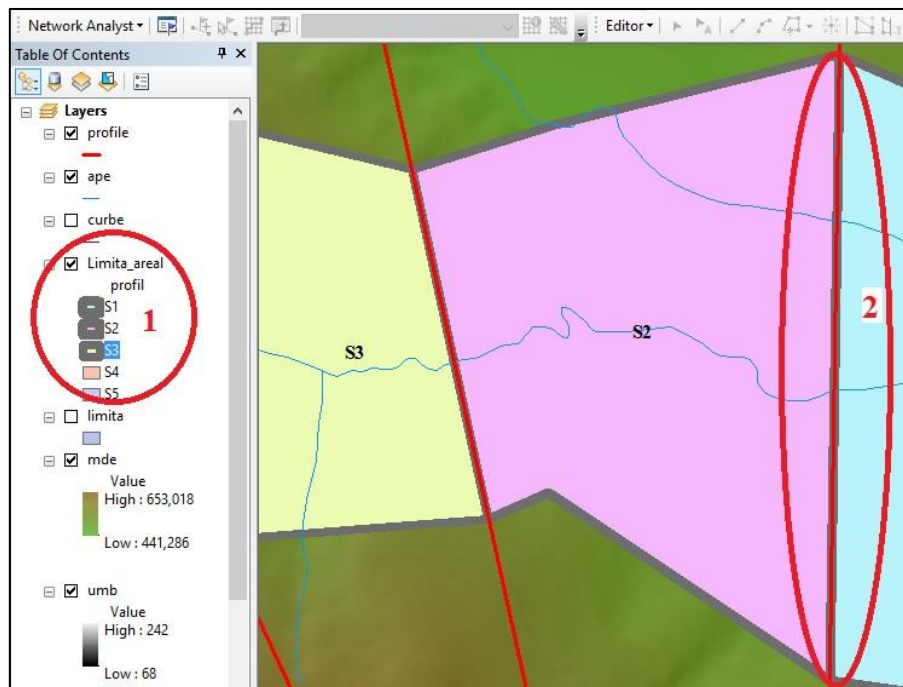 Network Analyst
Editor
Table Of Contents
Layers
profile
ape
curbe
Limita_areal
profil
S1
S2
S3
S4
S5
1
limita
mde
Value
High : 653,018
Low : 441,286
umb
Value
High : 242
Low : 68
S3
S2
2